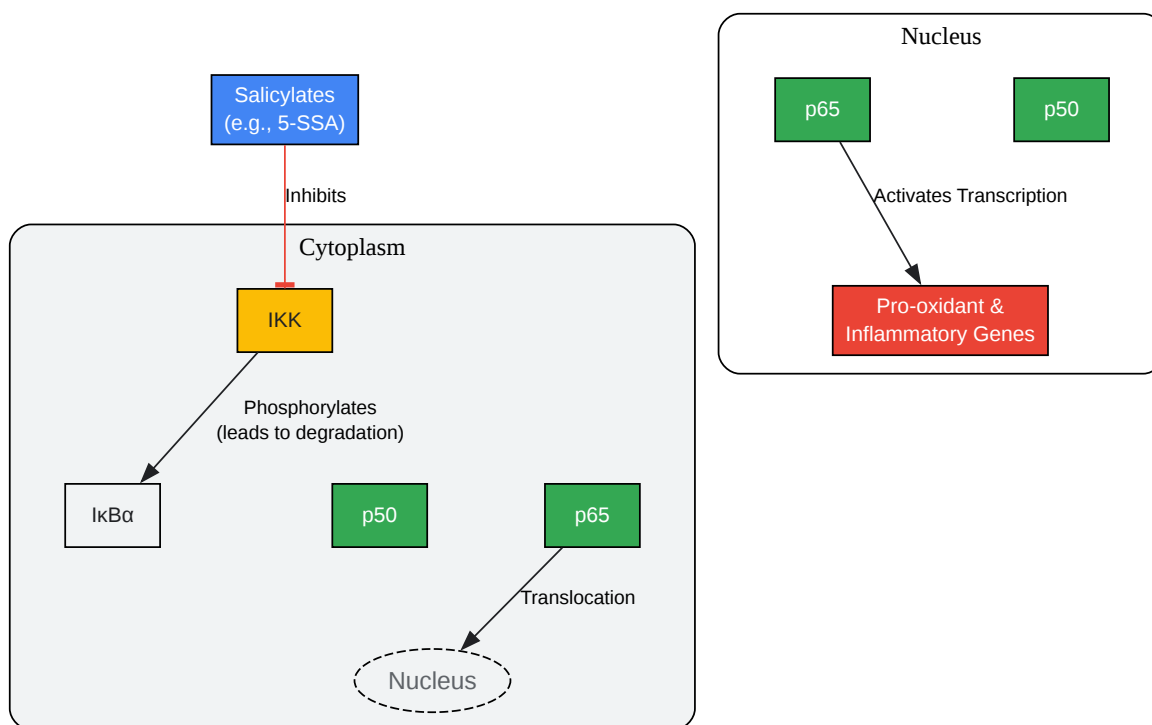 Nucleus
p65
p50
Activates Transcription
Pro-oxidant &
Inflammatory Genes
Salicylates
(e.g., 5-SSA)
Inhibits
Cytoplasm
IKK
Phosphorylates
(leads to degradation)
IκBα
p50
p65
Translocation
Nucleus